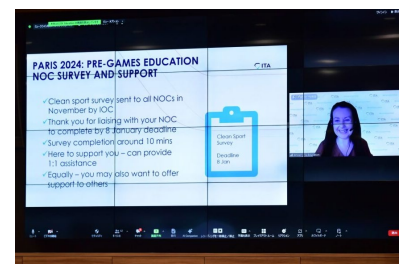 PARIS 2024: PRE-GAMES EDUCATION
NOC SURVEY AND SUPPORT
ITA
✓Clean sport survey sent to all NOCs in
November by IOC
✓Thank you for liaising with your NOC
to complete by 8 January deadline
✓Survey completion around 10 mins
✓Here to support you – can provide
1:1 assistance
✓Equally – you may also want to offer
support to others
Clean Sport
Survey
Deadline
8 Jan